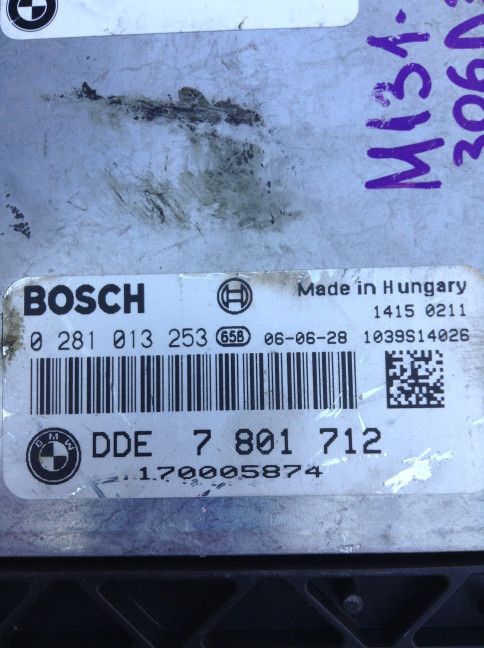 M131-
BOSCH
Made in Hungary
1415 0211
0 281 013 253 658 06-06-28 1039S14026
BMW
DDE 7 801 712
170005874